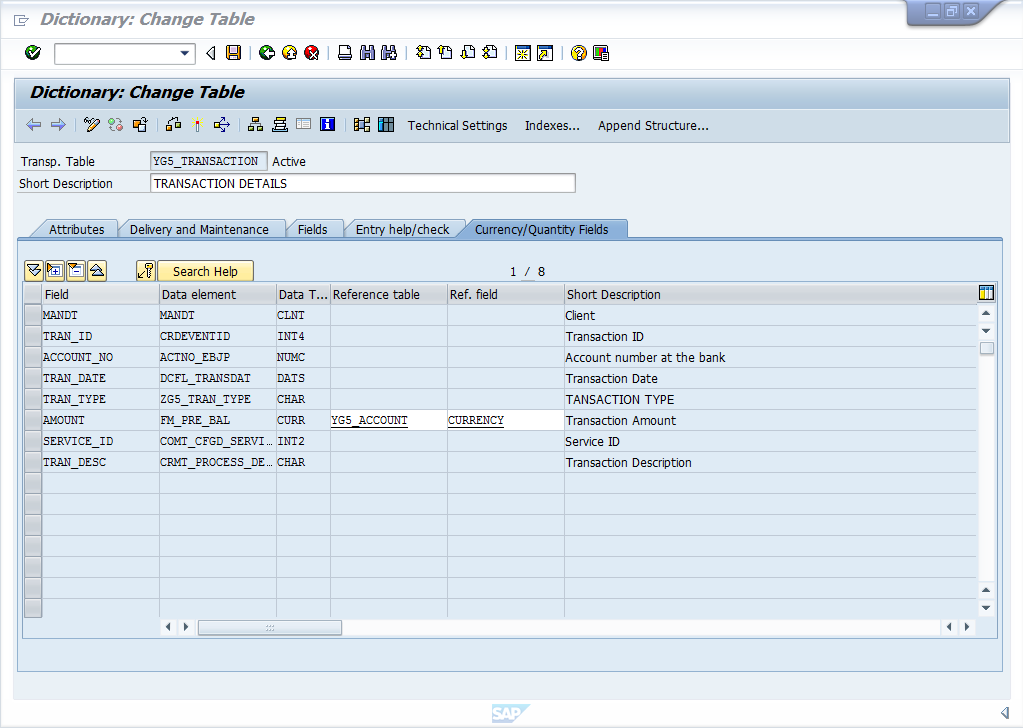 Dictionary: Change Table
Dictionary: Change Table
Technical Settings Indexes... Append Structure...
Transp. Table YG5_TRANSACTION Active
Short Description TRANSACTION DETAILS
Attributes Delivery and Maintenance Fields Entry help/check Currency/Quantity Fields
Search Help 1 / 8
Field Data element Data T... Reference table Ref. field Short Description
MANDT MANDT CLNT Client
TRAN_ID CRDEVENTID INT4 Transaction ID
ACCOUNT_NO ACTNO_EBJP NUMC Account number at the bank
TRAN_DATE DCFL_TRANSDAT DATS Transaction Date
TRAN_TYPE ZG5_TRAN_TYPE CHAR TANSACTION TYPE
AMOUNT FM_PRE_BAL CURR YG5_ACCOUNT CURRENCY Transaction Amount
SERVICE_ID COMT_CFGD_SERVI... INT2 Service ID
TRAN_DESC CRMT_PROCESS_DE... CHAR Transaction Description
SAP